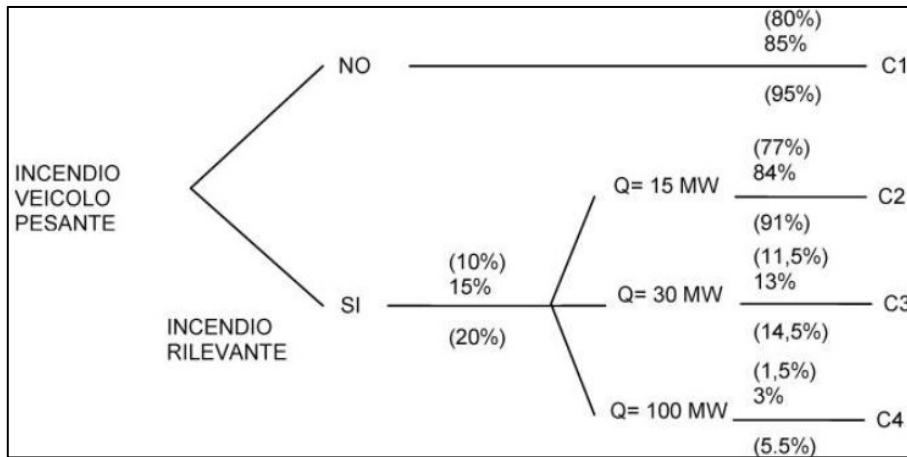 (80%)
85%
NO
C1
(95%)
INCENDIO
VEICOLO
PESANTE
(77%)
84%
Q= 15 MW
C2
(91%)
(10%)
15%
SI
(20%)
INCENDIO
RILEVANTE
(11,5%)
13%
Q= 30 MW
C3
(14,5%)
(1,5%)
3%
Q= 100 MW
C4
(5.5%)